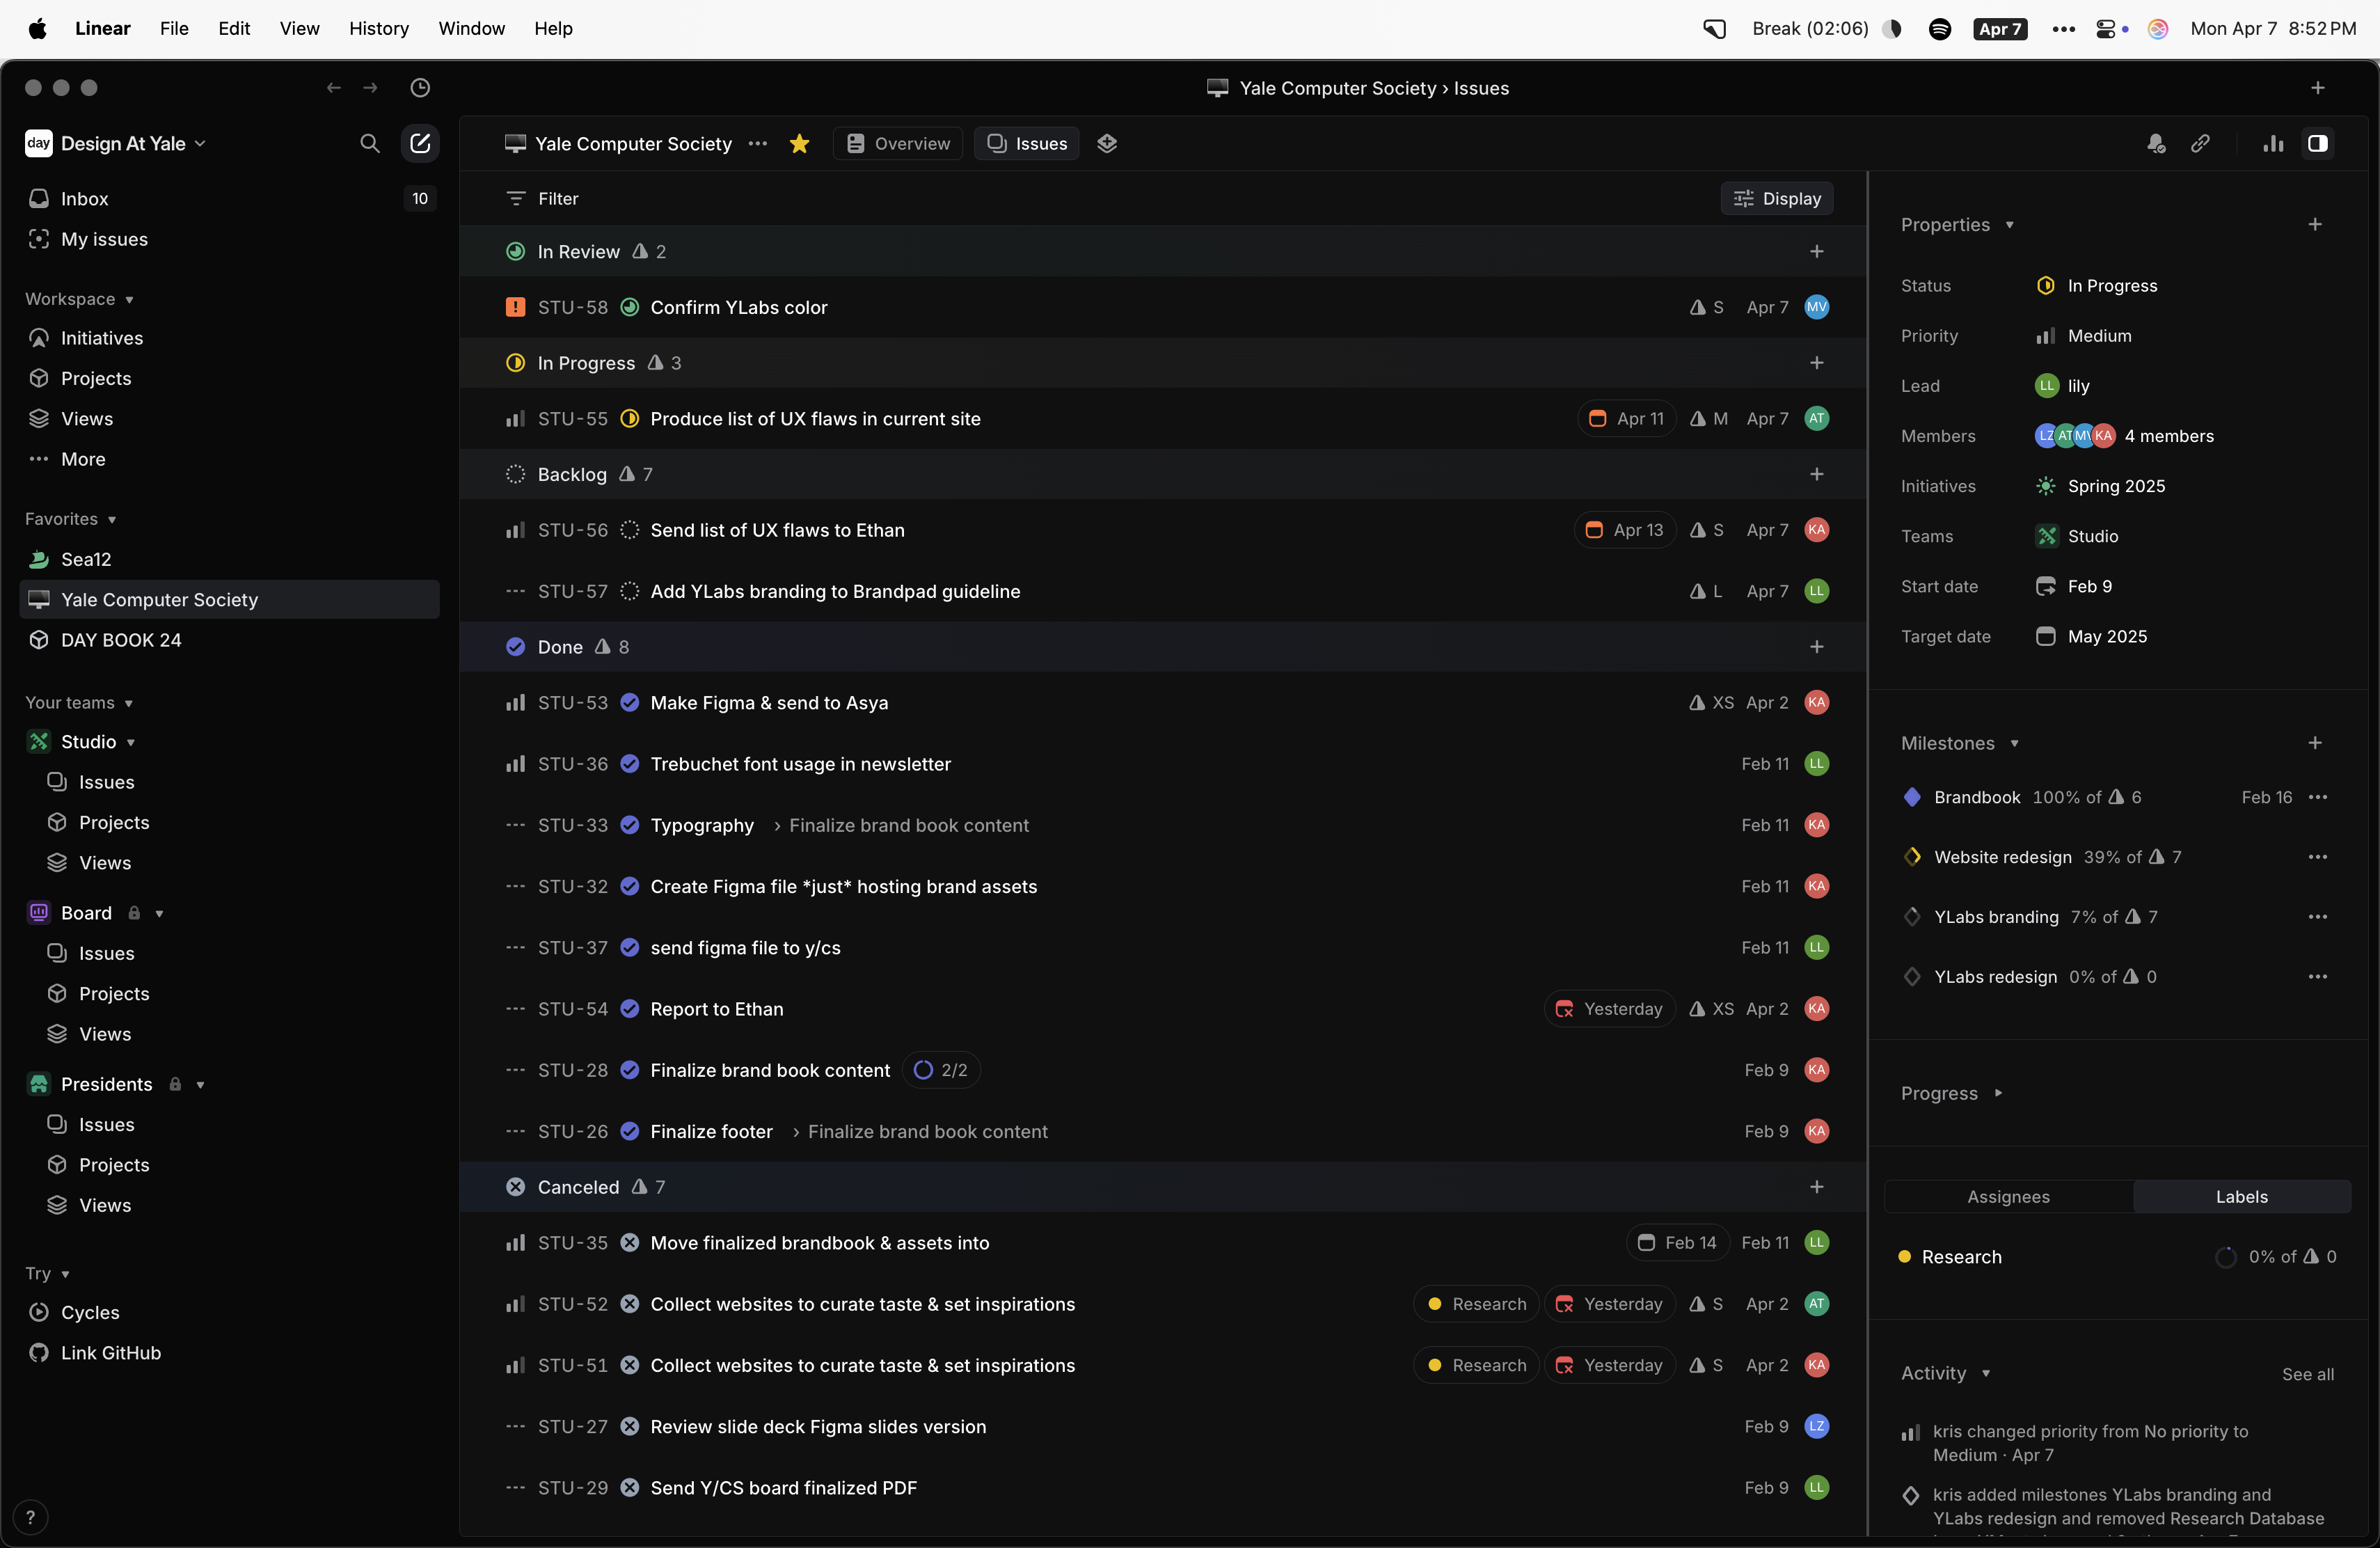 Linear File Edit View History Window Help Break (02:06) Apr 7 Mon Apr 7 8:52 PM
Yale Computer Society › Issues
day Design At Yale
Inbox 10
My issues
Workspace
Initiatives
Projects
Views
More
Favorites
Sea12
Yale Computer Society
DAY BOOK 24
Your teams
Studio
Issues
Projects
Views
Board
Issues
Projects
Views
Presidents
Issues
Projects
Views
Try
Cycles
Link GitHub
?
Yale Computer Society Overview Issues
Filter Display
In Review 2
STU-58 Confirm YLabs color S Apr 7 MV
In Progress 3
STU-55 Produce list of UX flaws in current site Apr 11 M Apr 7 AT
Backlog 7
STU-56 Send list of UX flaws to Ethan Apr 13 S Apr 7 KA
STU-57 Add YLabs branding to Brandpad guideline L Apr 7 LL
Done 8
STU-53 Make Figma & send to Asya XS Apr 2 KA
STU-36 Trebuchet font usage in newsletter Feb 11 LL
STU-33 Typography › Finalize brand book content Feb 11 KA
STU-32 Create Figma file *just* hosting brand assets Feb 11 KA
STU-37 send figma file to y/cs Feb 11 LL
STU-54 Report to Ethan Yesterday XS Apr 2 KA
STU-28 Finalize brand book content 2/2 Feb 9 KA
STU-26 Finalize footer › Finalize brand book content Feb 9 KA
Canceled 7
STU-35 Move finalized brandbook & assets into Feb 14 Feb 11 LL
STU-52 Collect websites to curate taste & set inspirations Research Yesterday S Apr 2 AT
STU-51 Collect websites to curate taste & set inspirations Research Yesterday S Apr 2 KA
STU-27 Review slide deck Figma slides version Feb 9 LZ
STU-29 Send Y/CS board finalized PDF Feb 9 LL
Properties
Status In Progress
Priority Medium
Lead LL lily
Members LZ AT MV KA 4 members
Initiatives Spring 2025
Teams Studio
Start date Feb 9
Target date May 2025
Milestones
Brandbook 100% of 6 Feb 16
Website redesign 39% of 7
YLabs branding 7% of 7
YLabs redesign 0% of 0
Progress
Assignees Labels
Research 0% of 0
Activity See all
kris changed priority from No priority to
Medium · Apr 7
kris added milestones YLabs branding and
YLabs redesign and removed Research Database